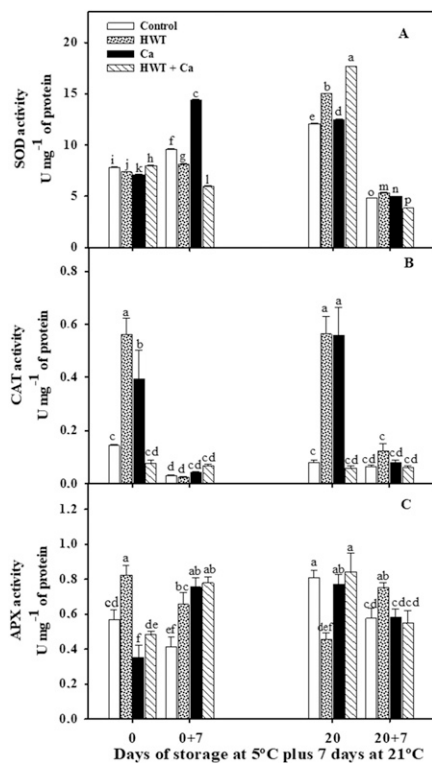 Control
HWT
Ca
HWT + Ca
A
SOD activity
U mg⁻¹ of protein
20
15
10
5
0
i
j
k
h
f
g
c
l
e
b
d
a
o
m
n
p
B
CAT activity
U mg⁻¹ of protein
0.8
0.6
0.4
0.2
0.0
c
a
b
cd
d
d
cd
cd
c
a
a
cd
cd
c
cd
cd
C
APX activity
U mg⁻¹ of protein
1.2
1.0
0.8
0.6
0.4
0.2
0.0
cd
a
f
de
ef
bc
ab
ab
a
def
ab
a
cd
ab
cd
cd
0
0+7
20
20+7
Days of storage at 5ºC plus 7 days at 21ºC